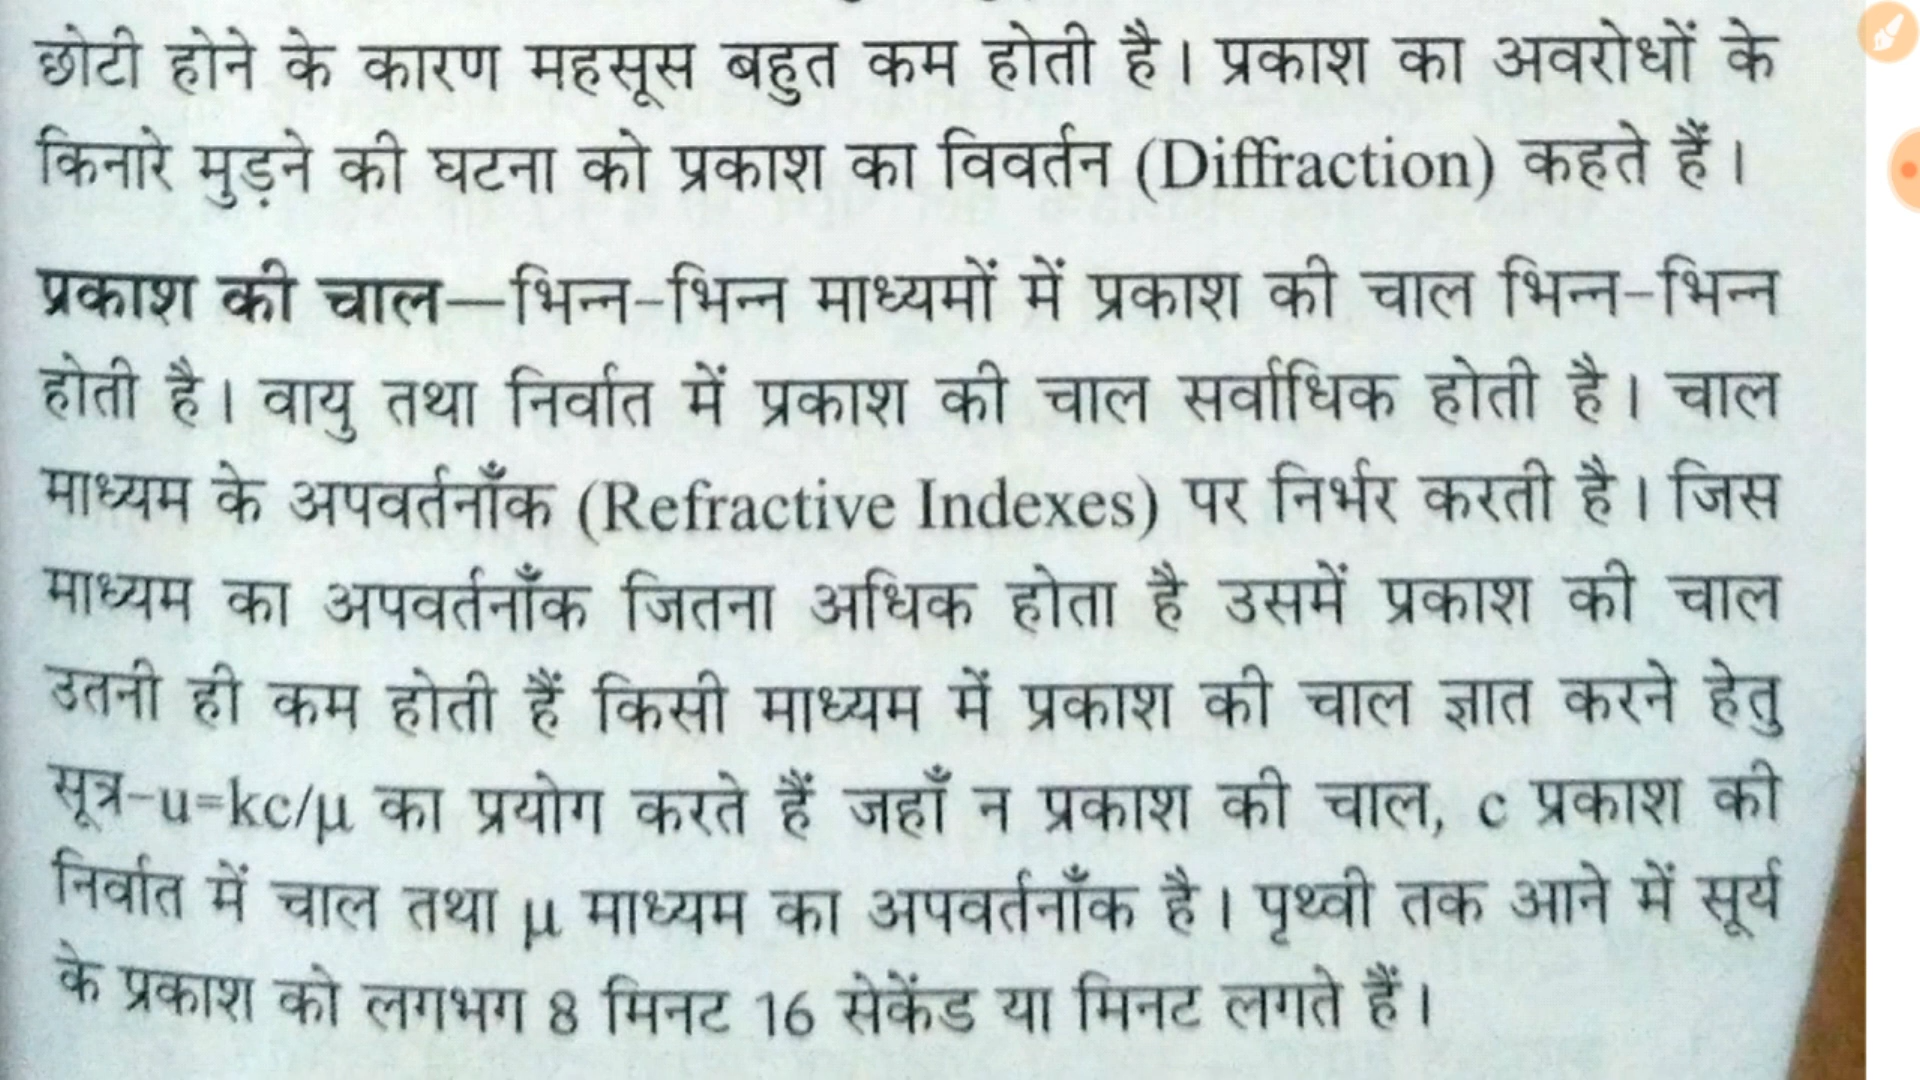 छोटी होने के कारण महसूस बहुत कम होती है। प्रकाश का अवरोधों के
किनारे मुड़ने की घटना को प्रकाश का विवर्तन (Diffraction) कहते हैं।
प्रकाश की चाल—भिन्न-भिन्न माध्यमों में प्रकाश की चाल भिन्न-भिन्न
होती है। वायु तथा निर्वात में प्रकाश की चाल सर्वाधिक होती है। चाल
माध्यम के अपवर्तनाँक (Refractive Indexes) पर निर्भर करती है। जिस
माध्यम का अपवर्तनाँक जितना अधिक होता है उसमें प्रकाश की चाल
उतनी ही कम होती हैं किसी माध्यम में प्रकाश की चाल ज्ञात करने हेतु
सूत्र-u=kc/μ का प्रयोग करते हैं जहाँ न प्रकाश की चाल, c प्रकाश की
निर्वात में चाल तथा μ माध्यम का अपवर्तनाँक है। पृथ्वी तक आने में सूर्य
के प्रकाश को लगभग 8 मिनट 16 सेकेंड या मिनट लगते हैं।